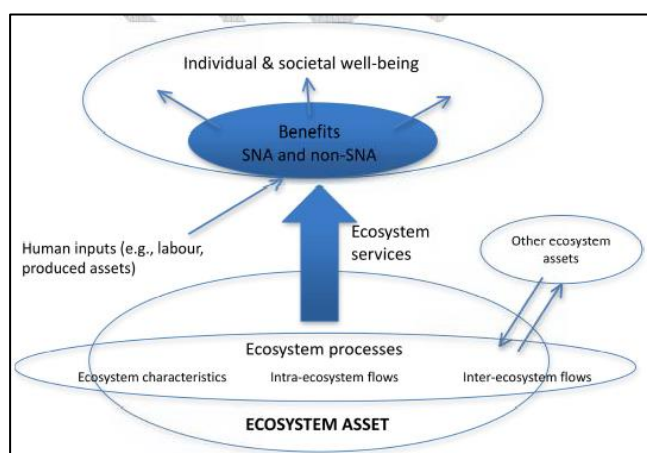 Individual & societal well-being
Benefits
SNA and non-SNA
Ecosystem
services
Human inputs (e.g., labour,
produced assets)
Other ecosystem
assets
Ecosystem processes
Ecosystem characteristics
Intra-ecosystem flows
Inter-ecosystem flows
ECOSYSTEM ASSET